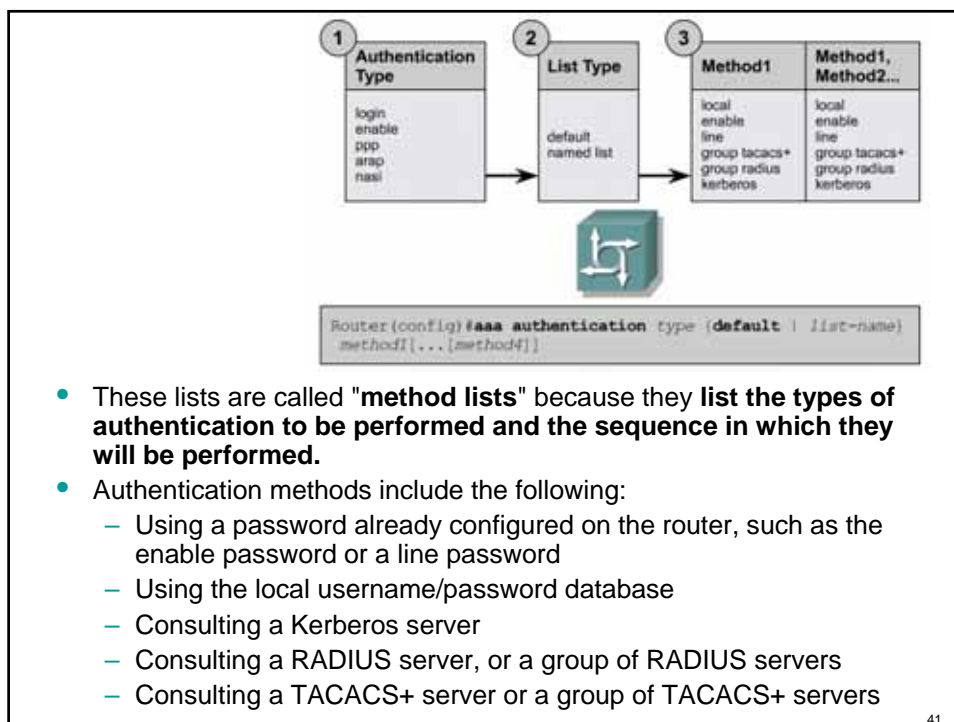 1
Authentication Type
login
enable
ppp
arap
nasi
2
List Type
default
named list
3
Method1
local
enable
line
group tacacs+
group radius
kerberos
Method1,
Method2...
local
enable
line
group tacacs+
group radius
kerberos
Router(config)#aaa authentication type {default | list-name}
method1[...[method4]]
• These lists are called "method lists" because they list the types of
authentication to be performed and the sequence in which they
will be performed.
• Authentication methods include the following:
– Using a password already configured on the router, such as the
enable password or a line password
– Using the local username/password database
– Consulting a Kerberos server
– Consulting a RADIUS server, or a group of RADIUS servers
– Consulting a TACACS+ server or a group of TACACS+ servers
41